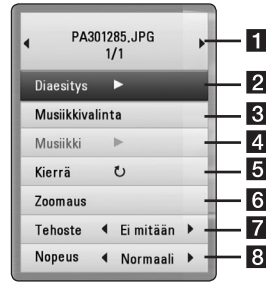 PA301285.JPG 1
1/1
Diaesitys 2
Musiikkivalinta 3
Musiikki 4
Kierrä 5
Zoomaus 6
Tehoste Ei mitään 7
Nopeus Normaali 8